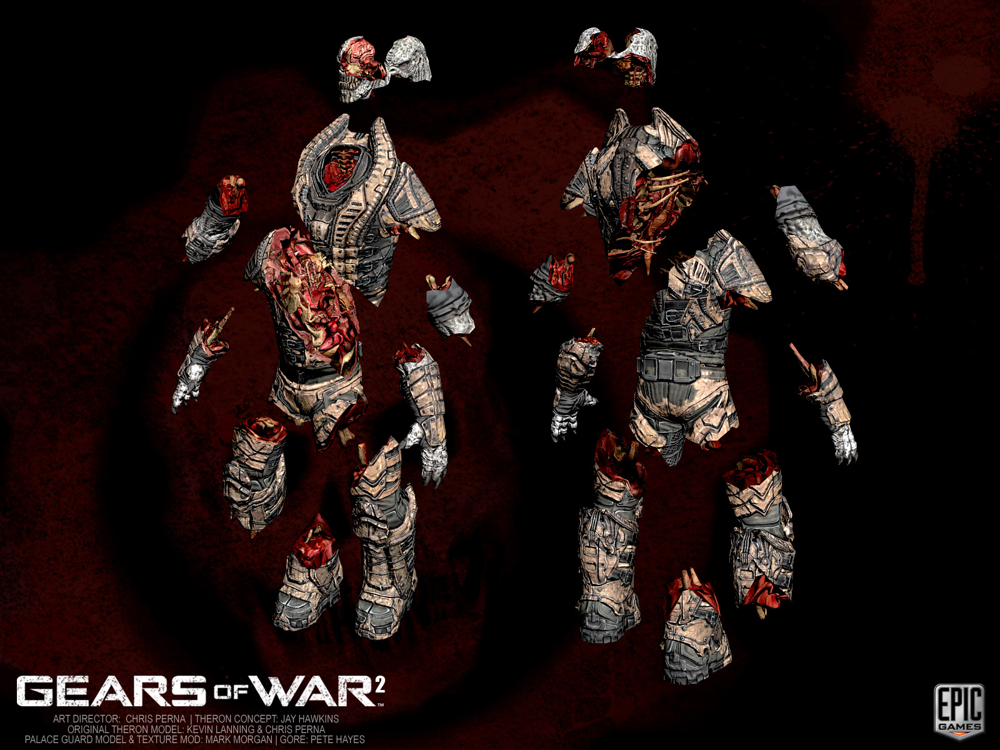 GEARS OF WAR 2™
ART DIRECTOR: CHRIS PERNA | THERON CONCEPT: JAY HAWKINS
ORIGINAL THERON MODEL: KEVIN LANNING & CHRIS PERNA
PALACE GUARD MODEL & TEXTURE MOD: MARK MORGAN | GORE: PETE HAYES
EPIC
GAMES